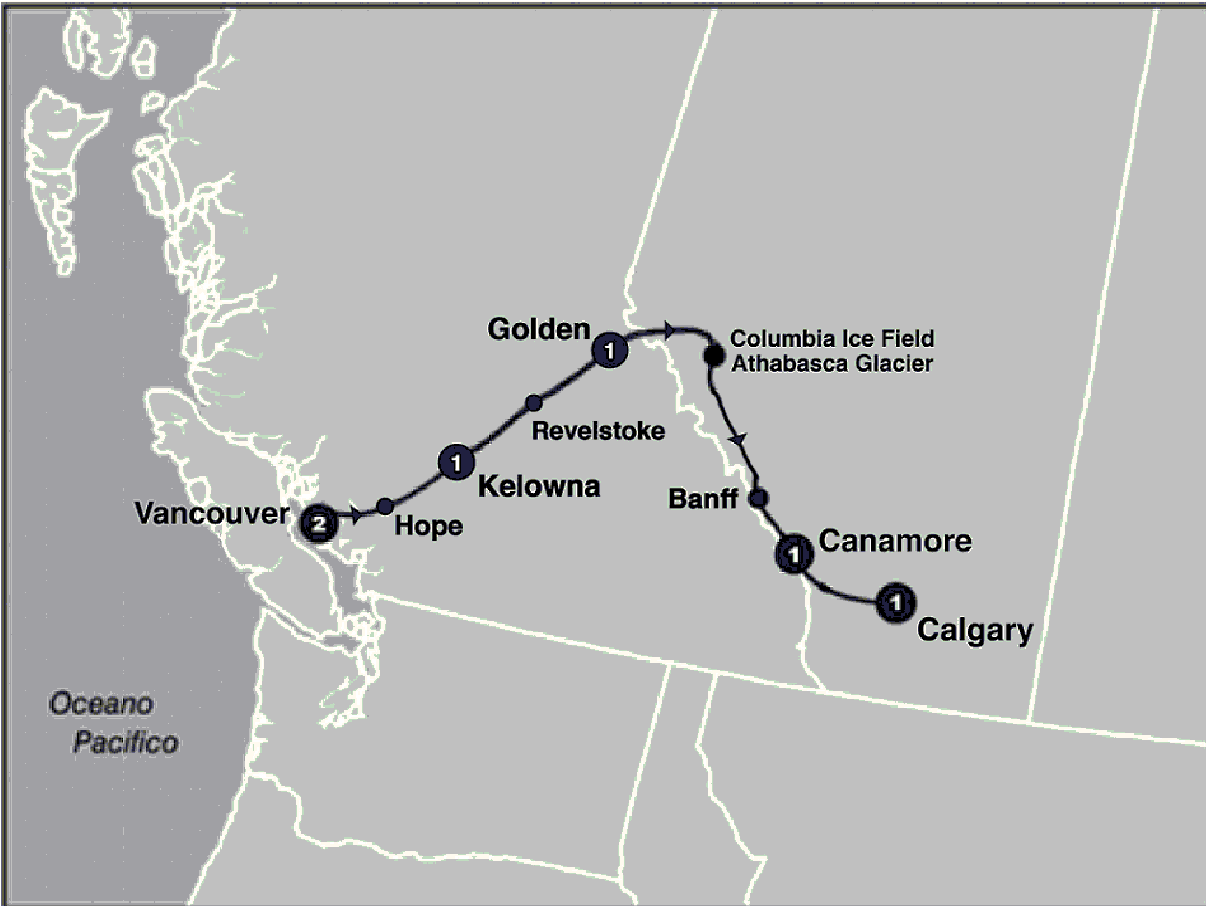 Golden
1
Columbia Ice Field
Athabasca Glacier
Revelstoke
1
Kelowna
Vancouver
2
Hope
Banff
1
Canamore
1
Calgary
Oceano
Pacifico